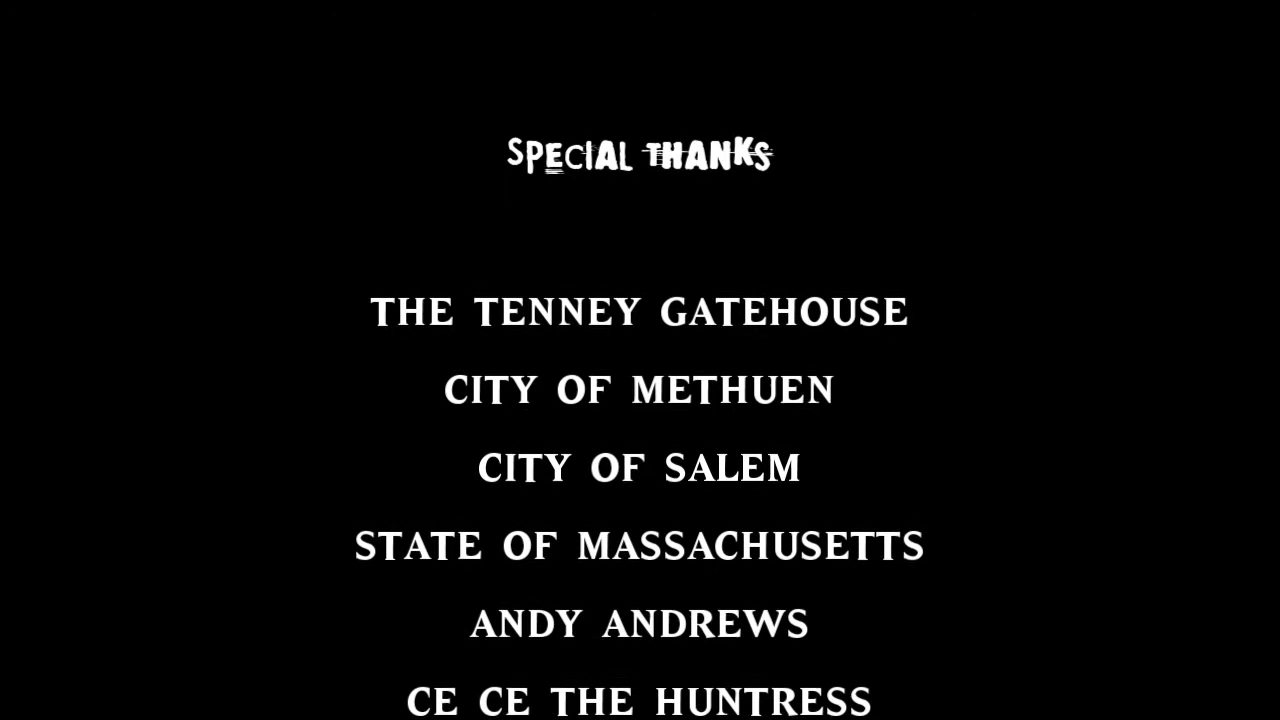 SPECIAL THANKS
THE TENNEY GATEHOUSE
CITY OF METHUEN
CITY OF SALEM
STATE OF MASSACHUSETTS
ANDY ANDREWS
CE CE THE HUNTRESS